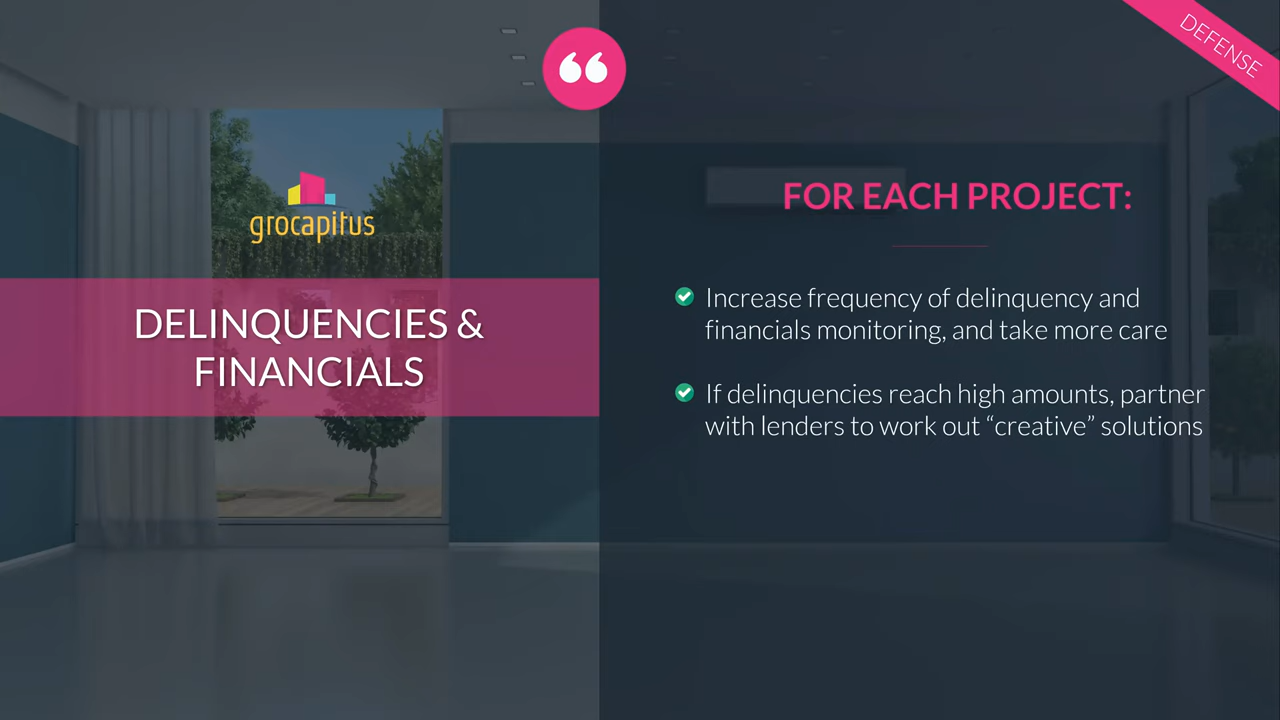 DEFENSE
grocapitus
DELINQUENCIES &
FINANCIALS
FOR EACH PROJECT:
Increase frequency of delinquency and
financials monitoring, and take more care
If delinquencies reach high amounts, partner
with lenders to work out “creative” solutions